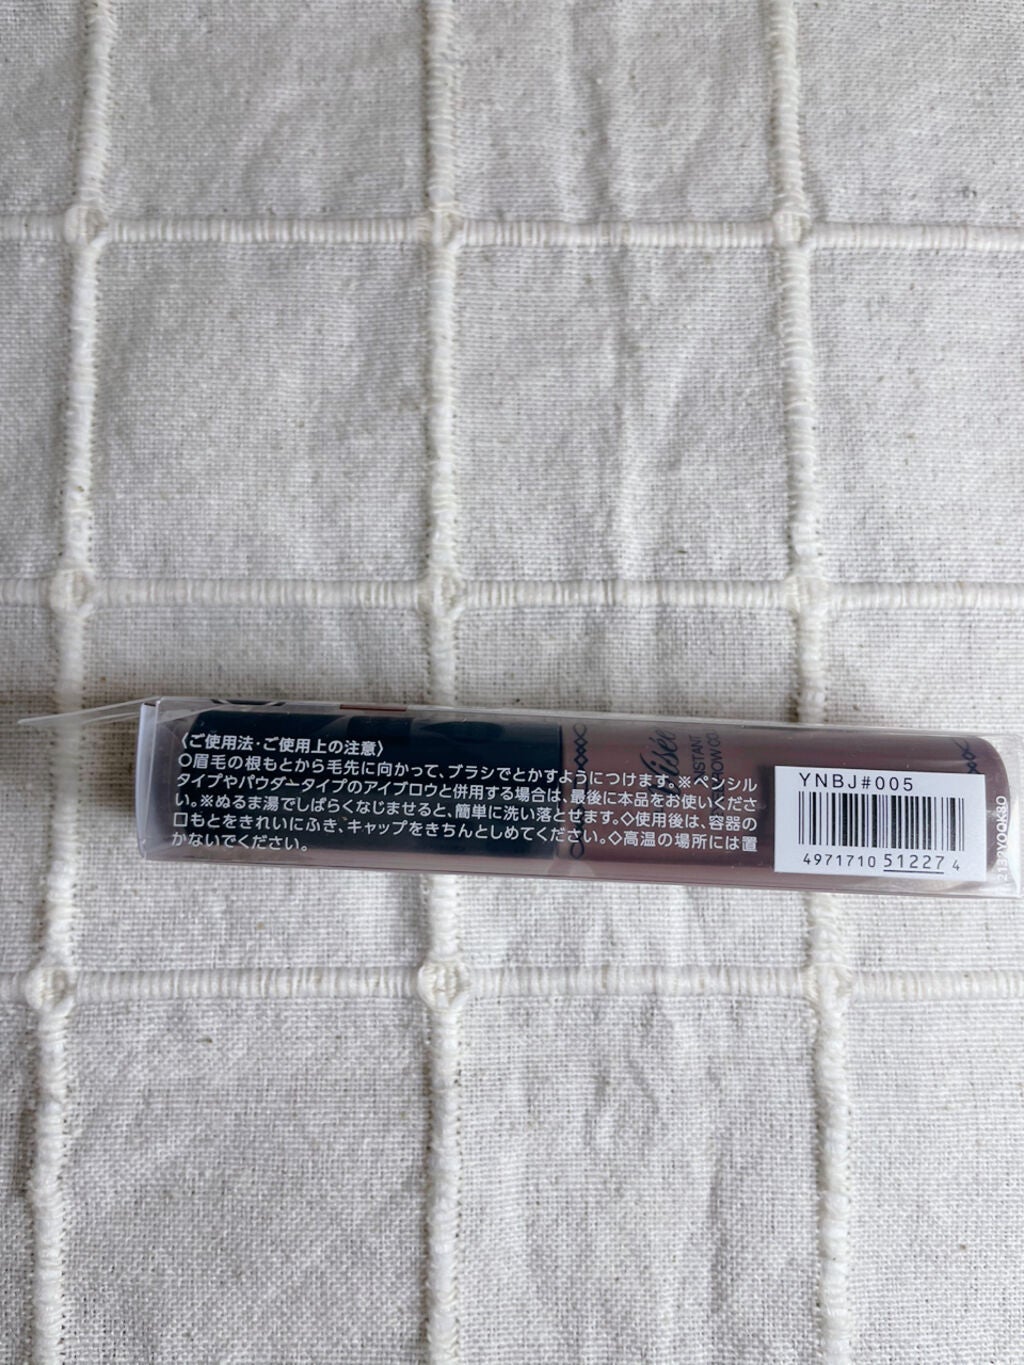 〈ご使用法・ご使用上の注意〉
○眉毛の根もとから毛先に向かって、ブラシでとかすようにつけます。※ペンシル
タイプやパウダータイプのアイブロウと併用する場合は、最後に本品をお使いくださ
い。※ぬるま湯でしばらくなじませると、簡単に洗い落とせます。◇使用後は、容器の
口もとをきれいにふき、キャップをきちんとしめてください。◇高温の場所には置
かないでください。
Visée
INSTANT
YNBJ#005
4971710 51227 4